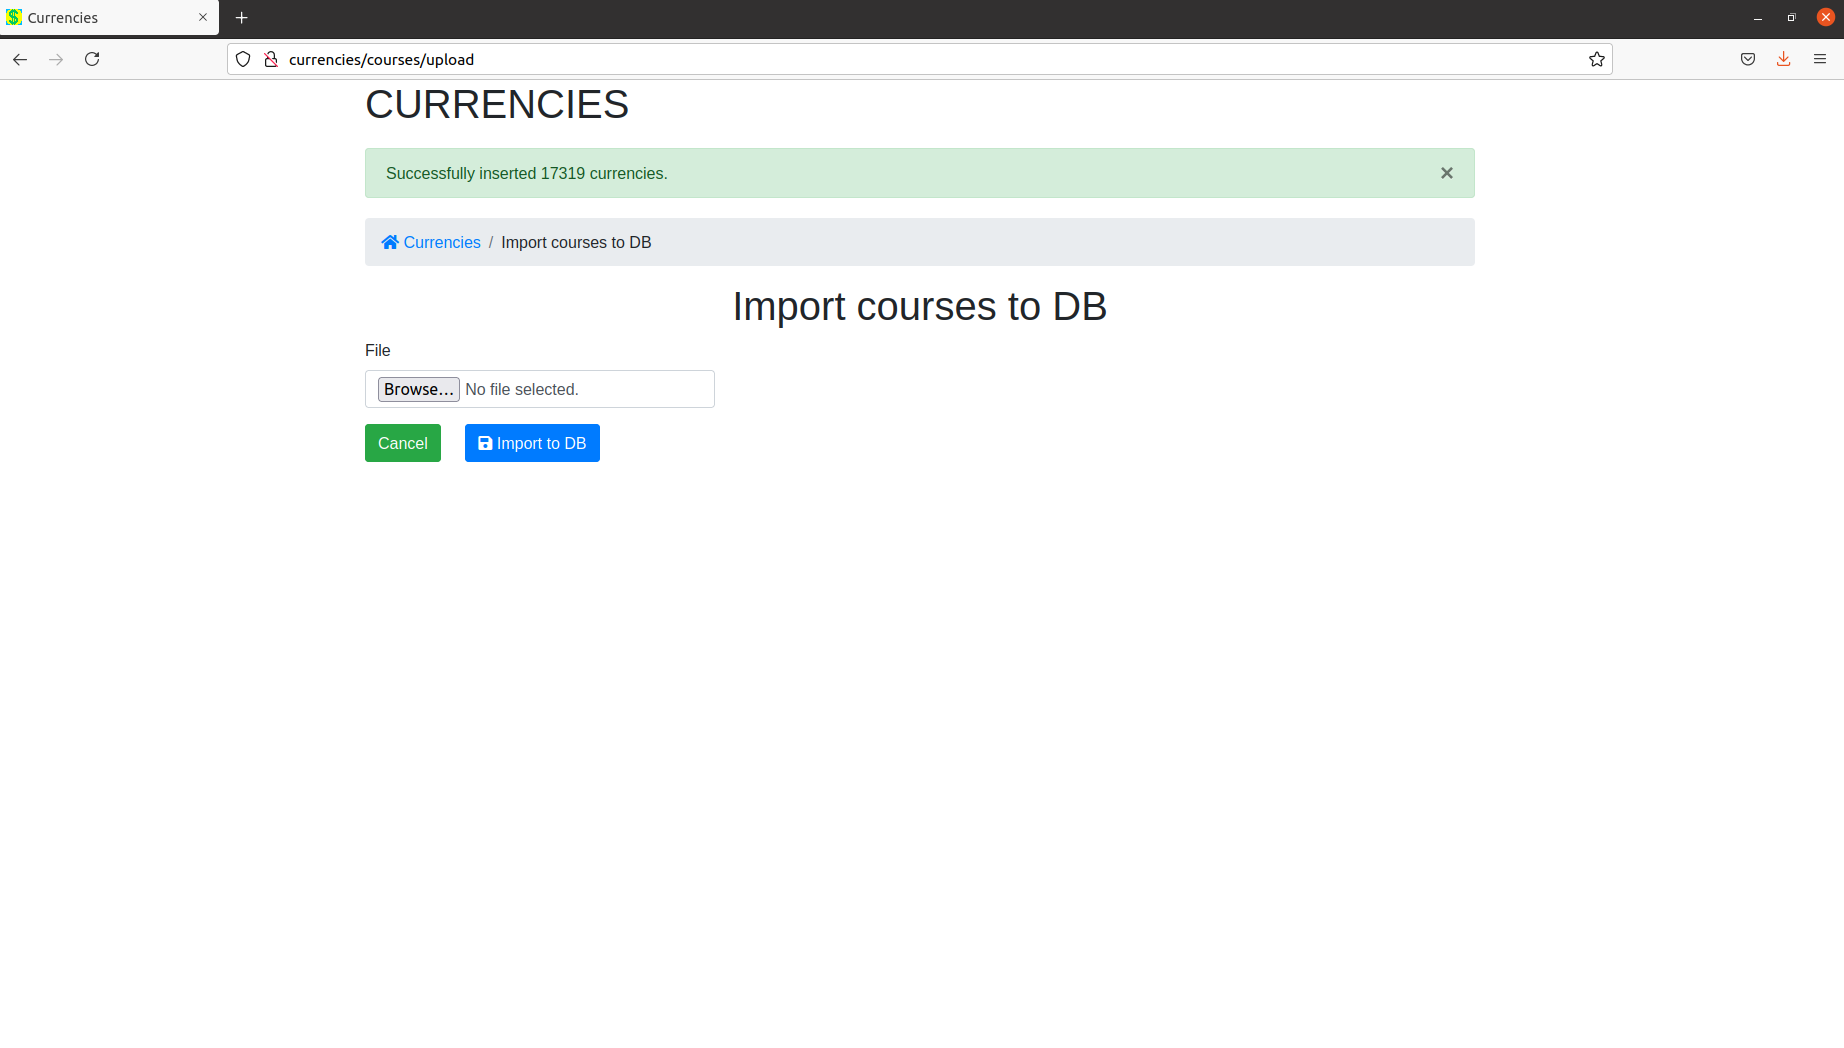 Currencies
currencies/courses/upload
CURRENCIES
Successfully inserted 17319 currencies.
Currencies / Import courses to DB
Import courses to DB
File
Browse... No file selected.
Cancel Import to DB